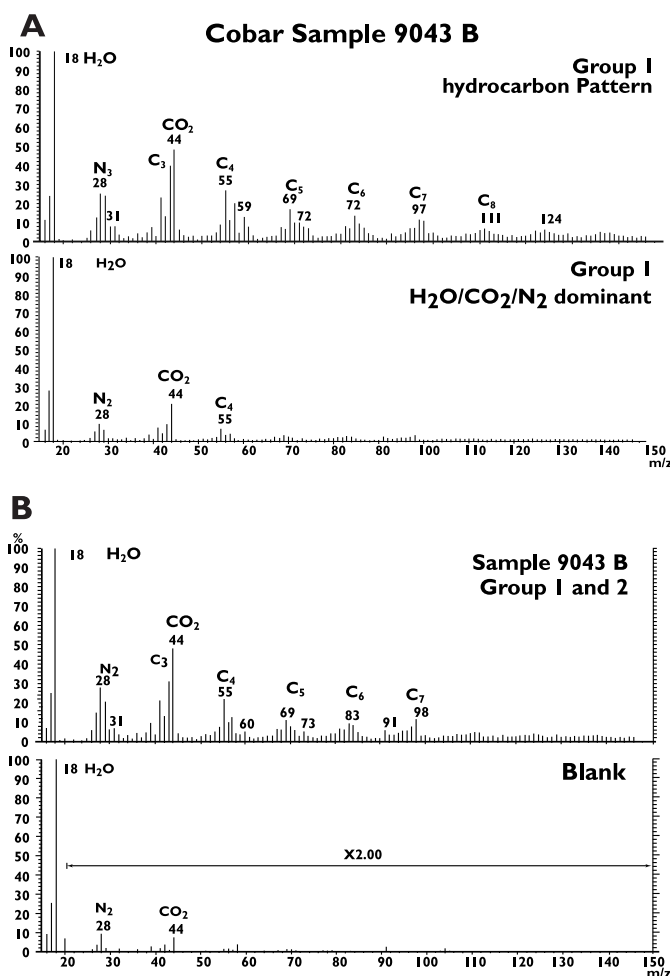 A
Cobar Sample 9043 B
100
90
80
70
60
50
40
30
20
10
0
18 H2O
Group 1
hydrocarbon Pattern
N3
28
31
C3
CO2
44
C4
55
59
C5
69
72
C6
72
C7
97
C8
111
124
100
90
80
70
60
50
40
30
20
10
0
18 H2O
Group 1
H2O/CO2/N2 dominant
N2
28
CO2
44
C4
55
20 30 40 50 60 70 80 90 100 110 120 130 140 150
m/z
B
%
100
90
80
70
60
50
40
30
20
10
0
18 H2O
Sample 9043 B
Group 1 and 2
N2
28
31
C3
CO2
44
C4
55
60
C5
69
73
C6
83
91
C7
98
100
90
80
70
60
50
40
30
20
10
0
18 H2O
Blank
X2.00
N2
28
CO2
44
20 30 40 50 60 70 80 90 100 110 120 130 140 150
m/z